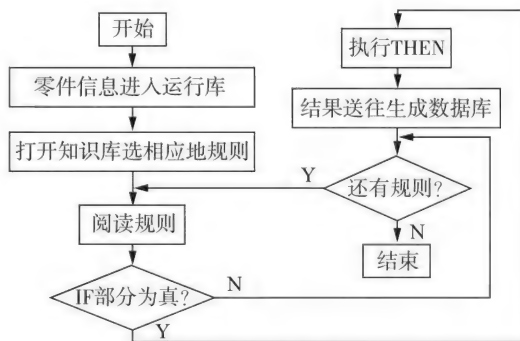 开始
零件信息进入运行库
打开知识库选相应地规则
阅读规则
IF部分为真?
Y
N
执行THEN
结果送往生成数据库
还有规则?
Y
N
结束